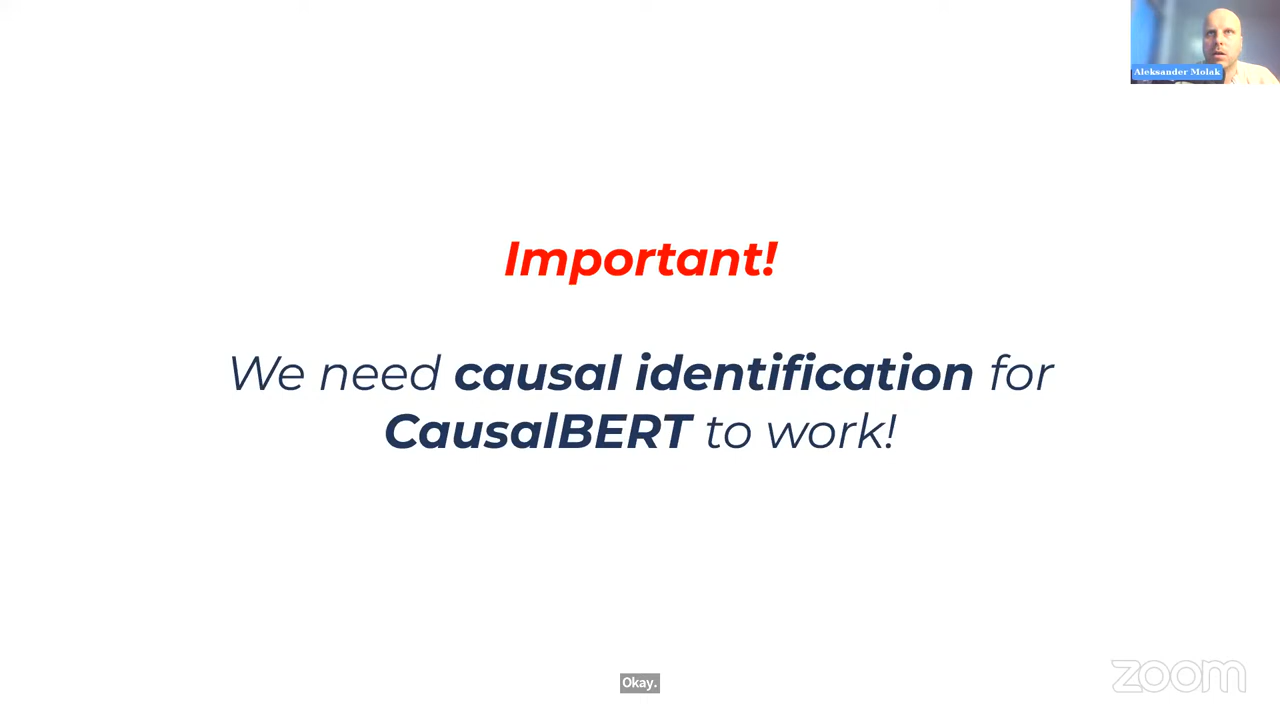 Aleksander Molak
Important!
We need causal identification for
CausalBERT to work!
Okay.
zoom